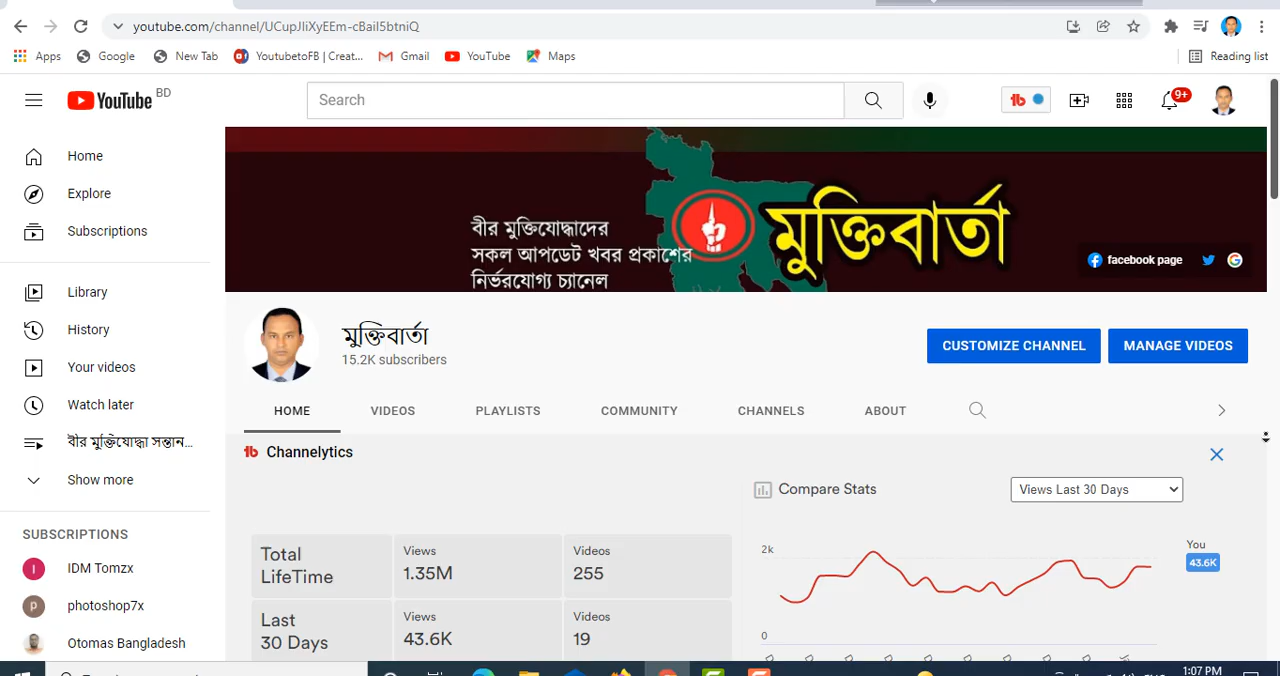 youtube.com/channel/UCupJIiXyEEm-cBail5btniQ
Apps Google New Tab YoutubetoFB | Creat... Gmail YouTube Maps Reading list
YouTube BD Search 9+
Home
Explore
Subscriptions
Library
History
Your videos
Watch later
বীর মুক্তিযোদ্ধা সন্তান...
Show more
SUBSCRIPTIONS
IDM Tomzx
photoshop7x
Otomas Bangladesh
বীর মুক্তিযোদ্ধাদের
সকল আপডেট খবর প্রকাশের
নির্ভরযোগ্য চ্যানেল
মুক্তিবার্তা
facebook page
মুক্তিবার্তা
15.2K subscribers
CUSTOMIZE CHANNEL MANAGE VIDEOS
HOME VIDEOS PLAYLISTS COMMUNITY CHANNELS ABOUT
Channelytics
Compare Stats Views Last 30 Days
Total LifeTime Views 1.35M Videos 255
Last 30 Days Views 43.6K Videos 19
2k
0
You
43.6K
1:07 PM